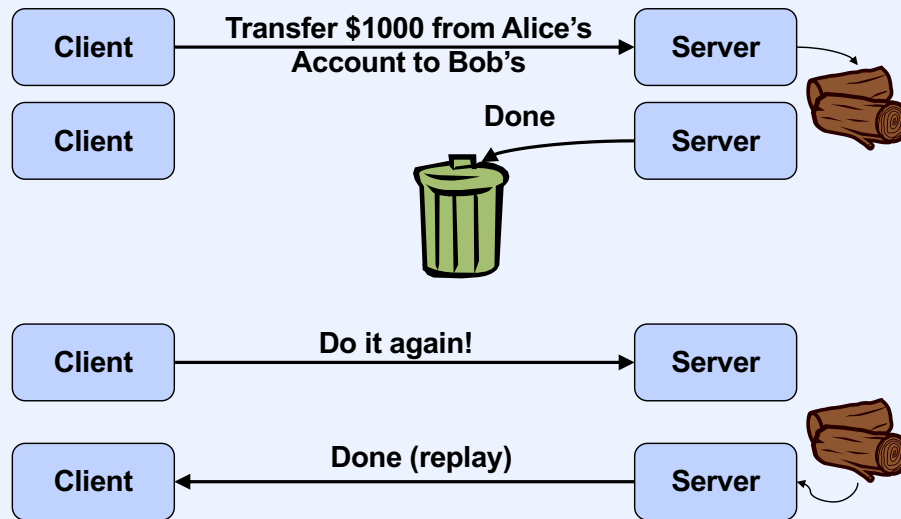 Client
Transfer $1000 from Alice's
Account to Bob's
Server
Client
Done
Server
Client
Do it again!
Server
Client
Done (replay)
Server